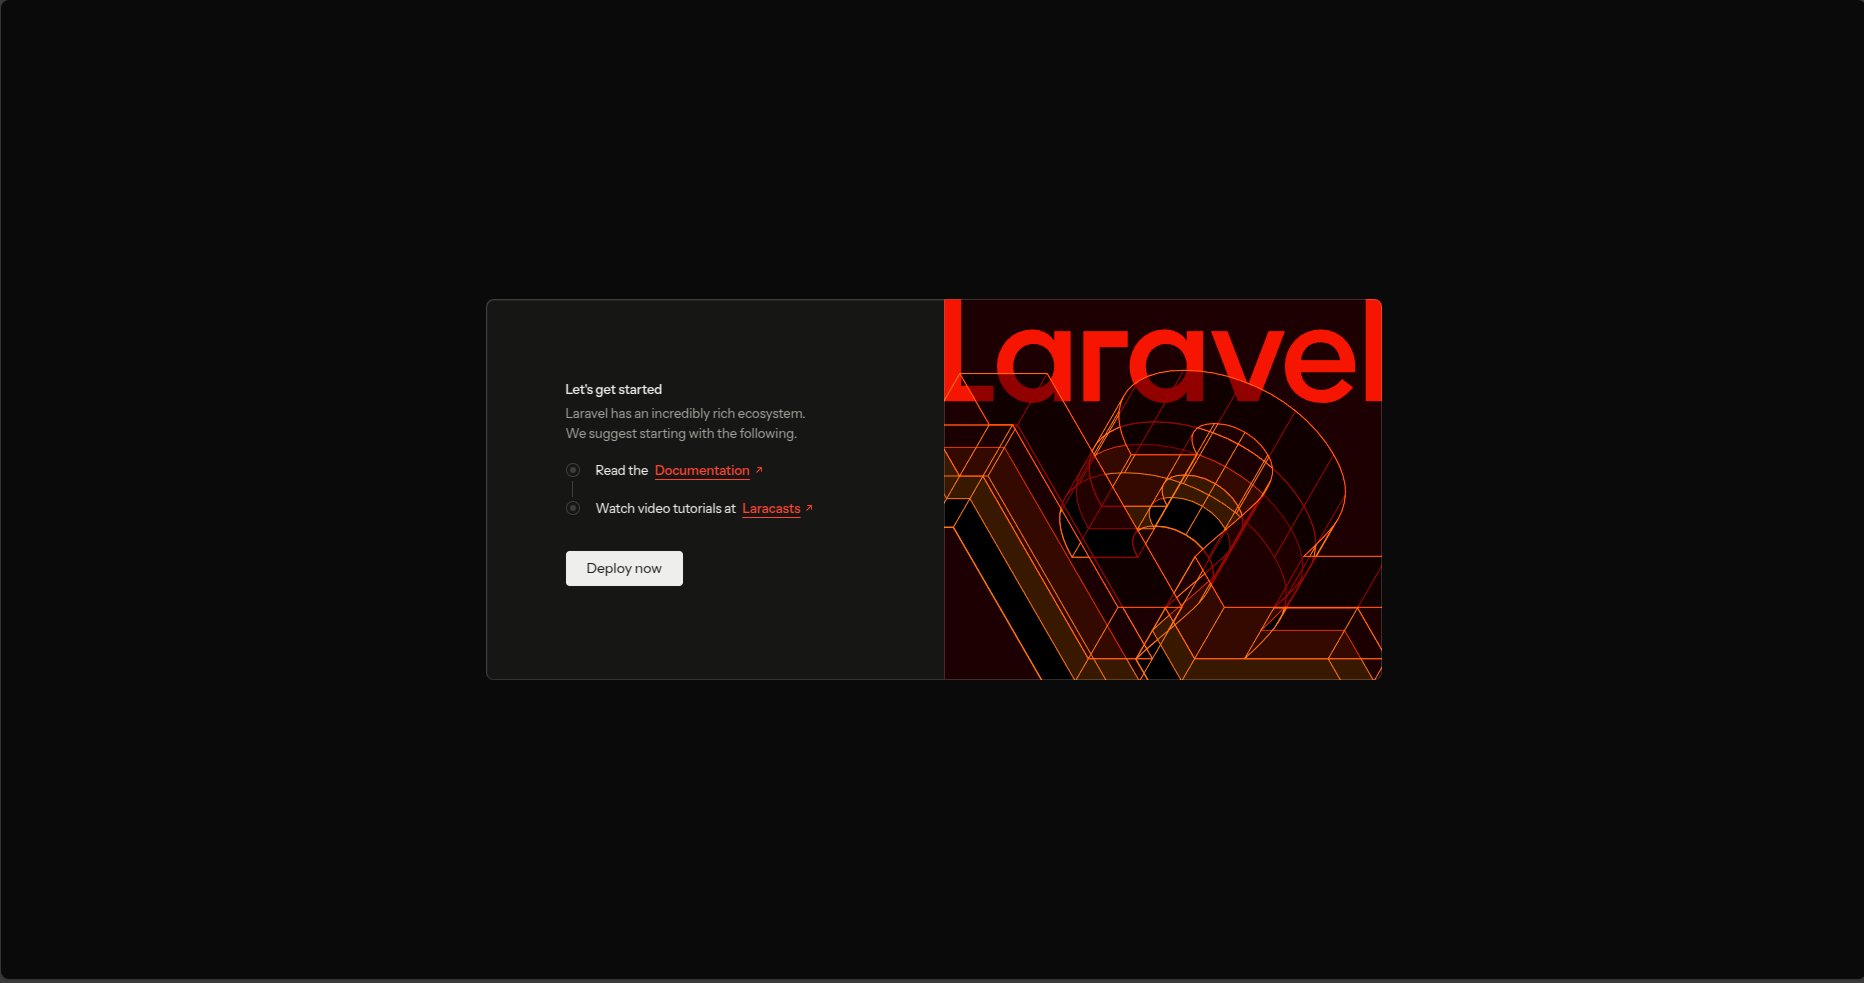 Let's get started
Laravel has an incredibly rich ecosystem.
We suggest starting with the following.
Read the Documentation
Watch video tutorials at Laracasts
Deploy now
Laravel